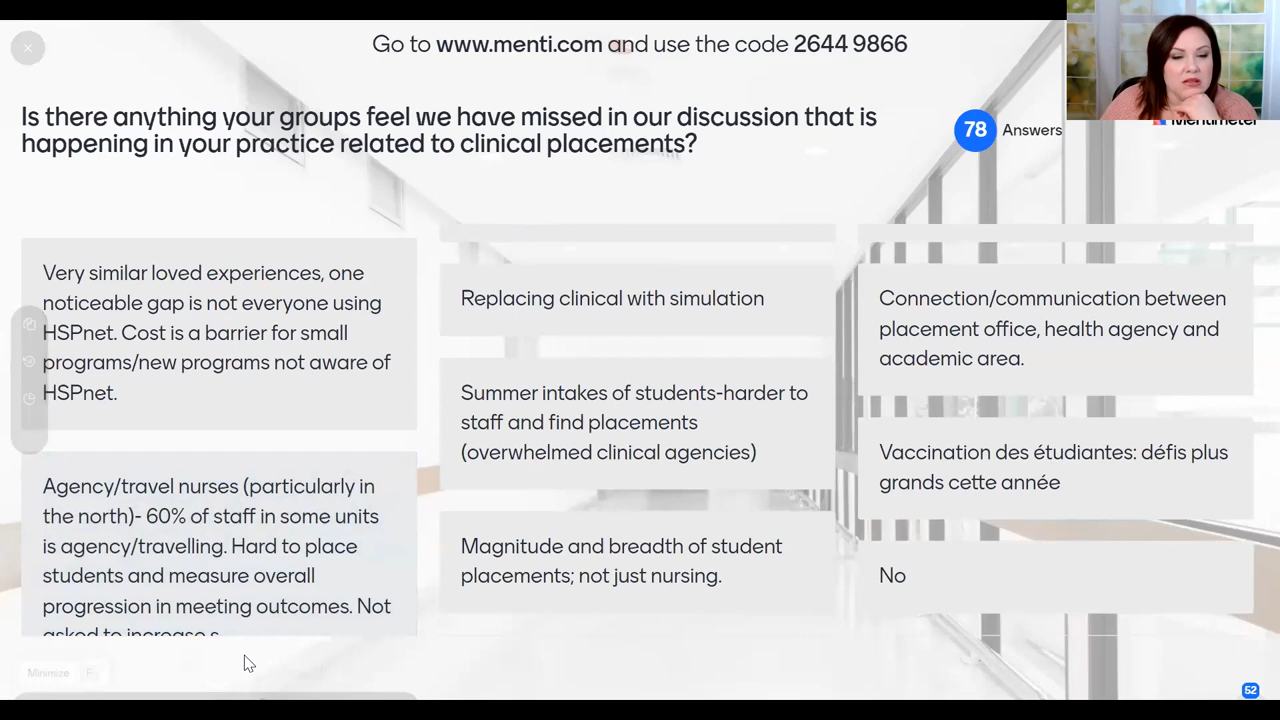 Go to www.menti.com and use the code 2644 9866
Is there anything your groups feel we have missed in our discussion that is
happening in your practice related to clinical placements?
78 Answers
Mentimeter
Very similar loved experiences, one
noticeable gap is not everyone using
HSPnet. Cost is a barrier for small
programs/new programs not aware of
HSPnet.
Agency/travel nurses (particularly in
the north)- 60% of staff in some units
is agency/travelling. Hard to place
students and measure overall
progression in meeting outcomes. Not
asked to increase s
Replacing clinical with simulation
Summer intakes of students-harder to
staff and find placements
(overwhelmed clinical agencies)
Magnitude and breadth of student
placements; not just nursing.
Connection/communication between
placement office, health agency and
academic area.
Vaccination des étudiantes: défis plus
grands cette année
No
Minimize F
52